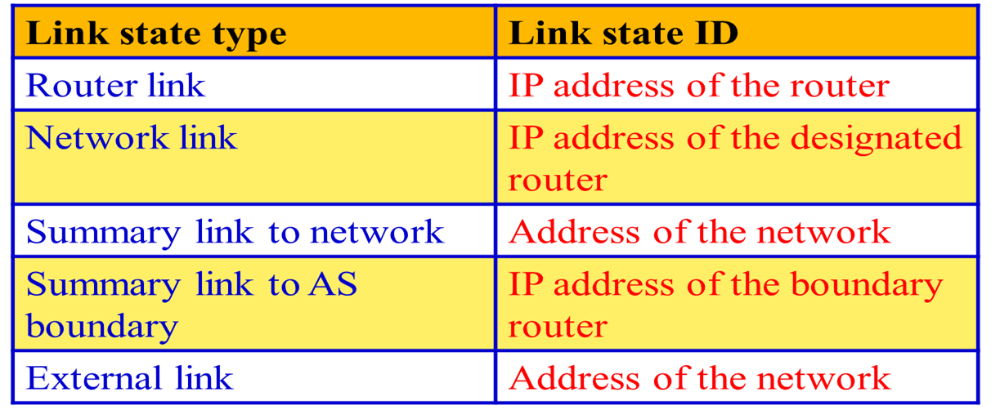 Link state type
Link state ID
Router link
IP address of the router
Network link
IP address of the designated
router
Summary link to network
Address of the network
Summary link to AS
boundary
IP address of the boundary
router
External link
Address of the network